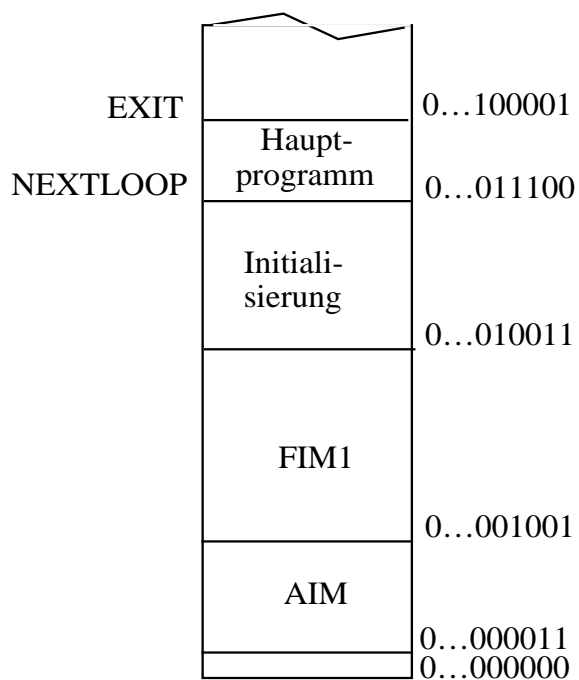 EXIT
0…100001
Haupt-
programm
NEXTLOOP
0…011100
Initiali-
sierung
0…010011
FIM1
0…001001
AIM
0…000011
0…000000